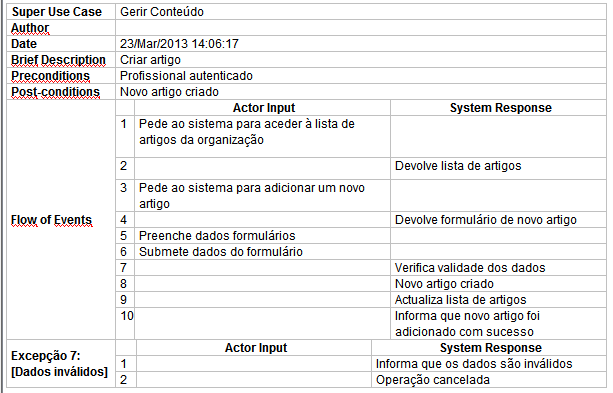 Super Use Case Gerir Conteúdo
Author
Date 23/Mar/2013 14:06:17
Brief Description Criar artigo
Preconditions Profissional autenticado
Post-conditions Novo artigo criado
Flow of Events
Actor Input System Response
1 Pede ao sistema para aceder à lista de
artigos da organização
2 Devolve lista de artigos
3 Pede ao sistema para adicionar um novo
artigo
4 Devolve formulário de novo artigo
5 Preenche dados formulários
6 Submete dados do formulário
7 Verifica validade dos dados
8 Novo artigo criado
9 Actualiza lista de artigos
10 Informa que novo artigo foi
adicionado com sucesso
Excepção 7:
[Dados inválidos]
Actor Input System Response
1 Informa que os dados são inválidos
2 Operação cancelada